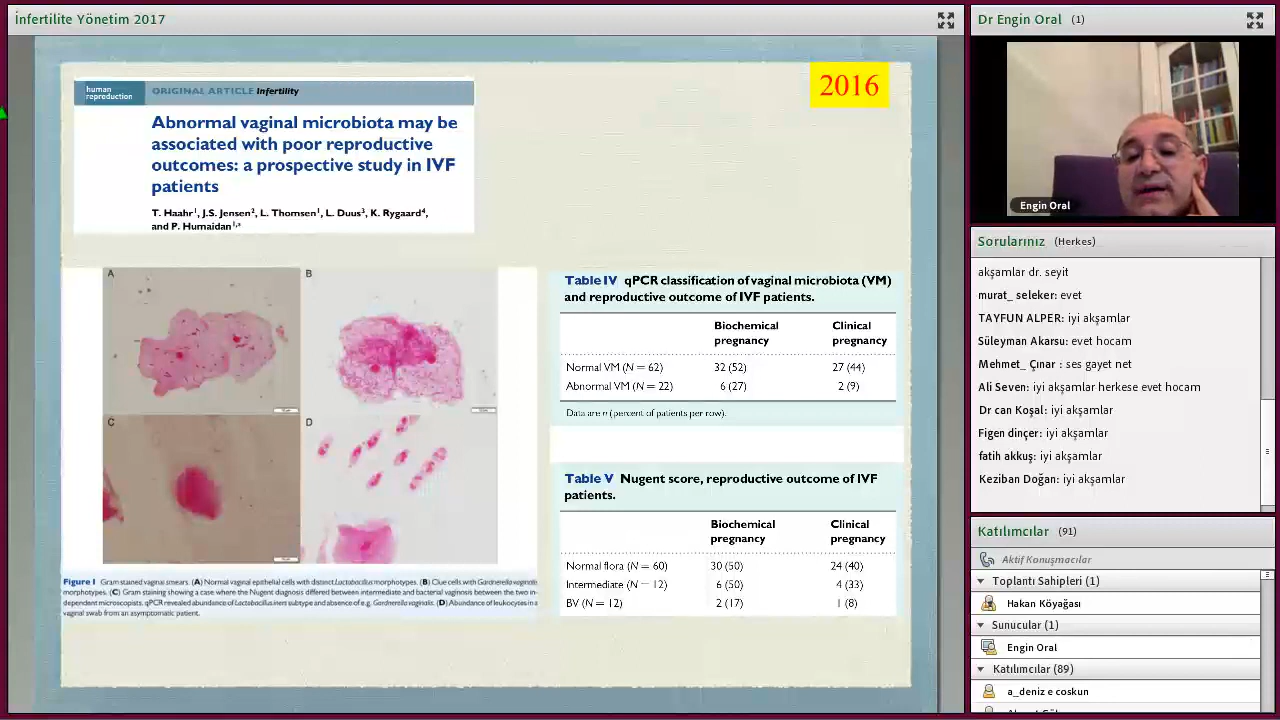 İnfertilite Yönetim 2017
2016
human
reproduction
ORIGINAL ARTICLE Infertility
Abnormal vaginal microbiota may be
associated with poor reproductive
outcomes: a prospective study in IVF
patients
T. Haahr¹, J.S. Jensen², L. Thomsen¹, L. Duus³, K. Rygaard⁴,
and P. Humaidan¹,*
A
B
C
D
Figure 1 Gram stained vaginal smears. (A) Normal vaginal epithelial cells with distinct Lactobacillus morphotypes. (B) Clue cells with Gardnerella vaginalis
morphotypes. (C) Gram staining showing a case where the Nugent diagnosis differed between intermediate and bacterial vaginosis between the two in-
dependent microscopists. qPCR revealed abundance of Lactobacillus iners subtype and absence of e.g. Gardnerella vaginalis. (D) Abundance of leukocytes in a
vaginal swab from an asymptomatic patient.
Table IV qPCR classification of vaginal microbiota (VM)
and reproductive outcome of IVF patients.
Biochemical Clinical
pregnancy pregnancy
Normal VM (N = 62) 32 (52) 27 (44)
Abnormal VM (N = 22) 6 (27) 2 (9)
Data are n (percent of patients per row).
Table V Nugent score, reproductive outcome of IVF
patients.
Biochemical Clinical
pregnancy pregnancy
Normal flora (N = 60) 30 (50) 24 (40)
Intermediate (N = 12) 6 (50) 4 (33)
BV (N = 12) 2 (17) 1 (8)
Dr Engin Oral (1)
Engin Oral
Sorularınız (Herkes)
akşamlar dr. seyit
murat_ seleker: evet
TAYFUN ALPER: iyi akşamlar
Süleyman Akarsu: evet hocam
Mehmet_ Çınar : ses gayet net
Ali Seven: iyi akşamlar herkese evet hocam
Dr can Koşal: iyi akşamlar
Figen dinçer: iyi akşamlar
fatih akkuş: iyi akşamlar
Keziban Doğan: iyi akşamlar
Katılımcılar (91)
Aktif Konuşmacılar
Toplantı Sahipleri (1)
Hakan Köyağası
Sunucular (1)
Engin Oral
Katılımcılar (89)
a_deniz e coskun